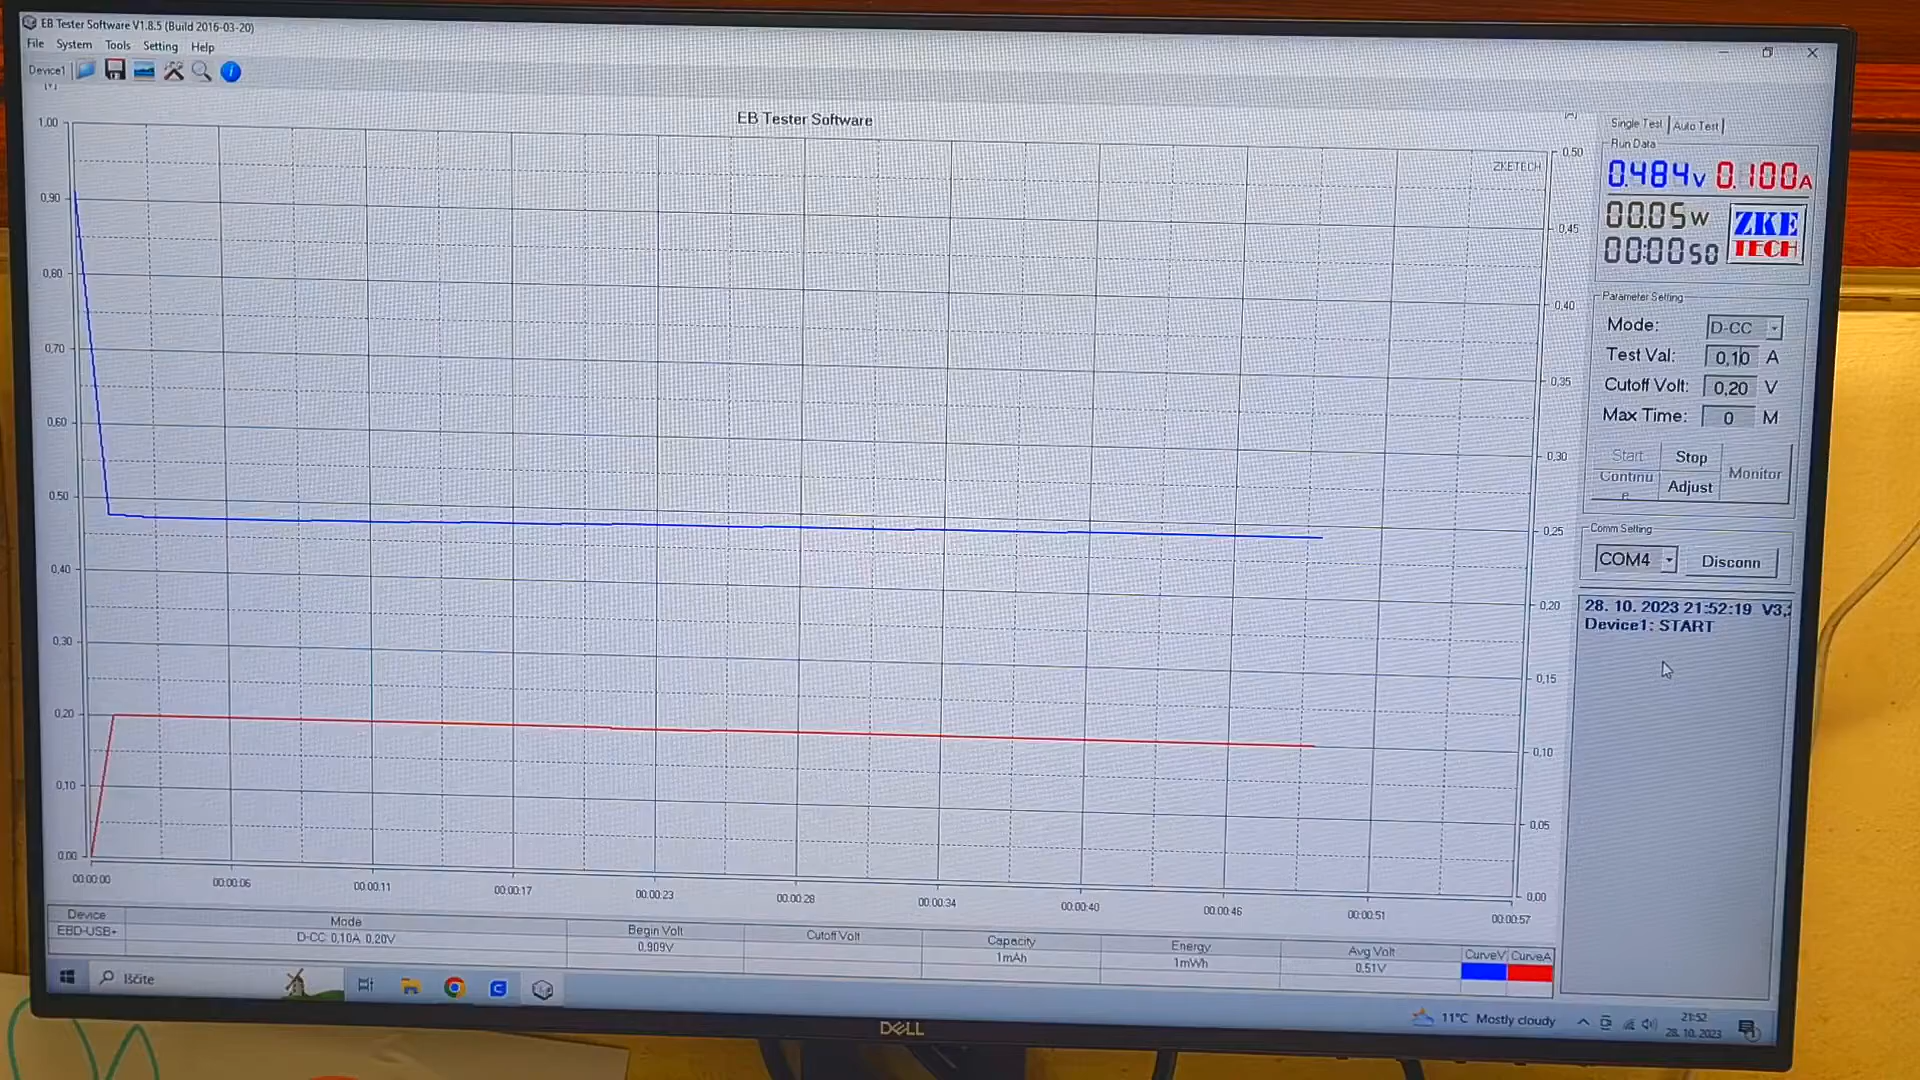 EB Tester Software V1.8.5 (Build 2016-03-20)
File System Tools Setting Help
Device1
EB Tester Software
ZKETECH
1.00
0.90
0.80
0.70
0.60
0.50
0.40
0.30
0.20
0.10
0.00
0.50
0.45
0.40
0.35
0.30
0.25
0.20
0.15
0.10
0.05
0.00
00:00:00 00:00:06 00:00:11 00:00:17 00:00:23 00:00:28 00:00:34 00:00:40 00:00:46 00:00:51 00:00:57
Single Test Auto Test
Run Data
0.484V 0.100A
00.05W
00:00 50
ZKE
TECH
Parameter Setting
Mode: D-CC
Test Val: 0,10 A
Cutoff Volt: 0,20 V
Max Time: 0 M
Start Stop
Monitor
Continu
e
Adjust
Comm Setting
COM4 Disconn
28. 10. 2023 21:52:19 V3,
Device1: START
Device Mode Begin Volt Cutoff Volt Capacity Energy Avg Volt CurveV CurveA
EBD-USB+ D-CC 0,10A 0.20V 0,909V 1mAh 1mWh 0.51V
Iščite
11°C Mostly cloudy
21:52
28. 10. 2023
DELL